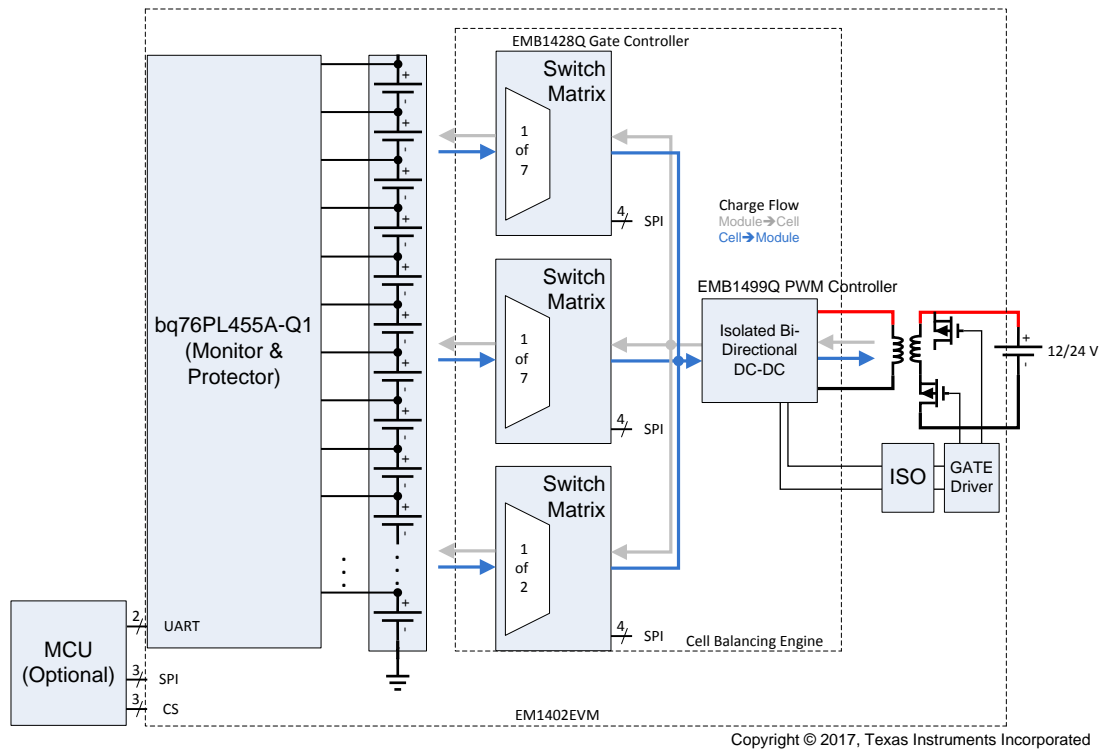 EMB1428Q Gate Controller
bq76PL455A-Q1
(Monitor &
Protector)
+
-
+
-
+
-
+
-
+
-
+
-
+
-
+
-
+
-
+
-
+
-
Switch
Matrix
1
of
7
4
SPI
Switch
Matrix
1
of
7
4
SPI
Switch
Matrix
1
of
2
4
SPI
Charge Flow
Module→Cell
Cell→Module
EMB1499Q PWM Controller
Isolated Bi-
Directional
DC-DC
+
-
12/24 V
ISO
GATE
Driver
Cell Balancing Engine
MCU
(Optional)
2
UART
3
SPI
3
CS
EM1402EVM
Copyright © 2017, Texas Instruments Incorporated